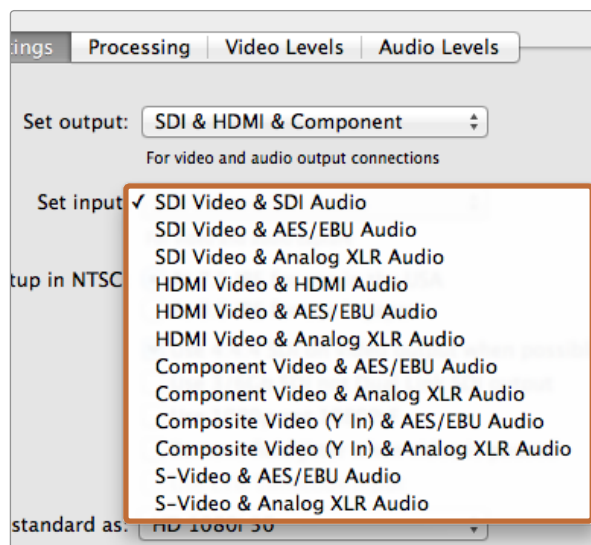 ings Processing Video Levels Audio Levels
Set output: SDI & HDMI & Component
For video and audio output connections
Set input ✓ SDI Video & SDI Audio
SDI Video & AES/EBU Audio
SDI Video & Analog XLR Audio
tup in NTSC HDMI Video & HDMI Audio
HDMI Video & AES/EBU Audio
HDMI Video & Analog XLR Audio
Component Video & AES/EBU Audio
Component Video & Analog XLR Audio
Composite Video (Y In) & AES/EBU Audio
Composite Video (Y In) & Analog XLR Audio
S-Video & AES/EBU Audio
S-Video & Analog XLR Audio
standard as: HD 1080i 50